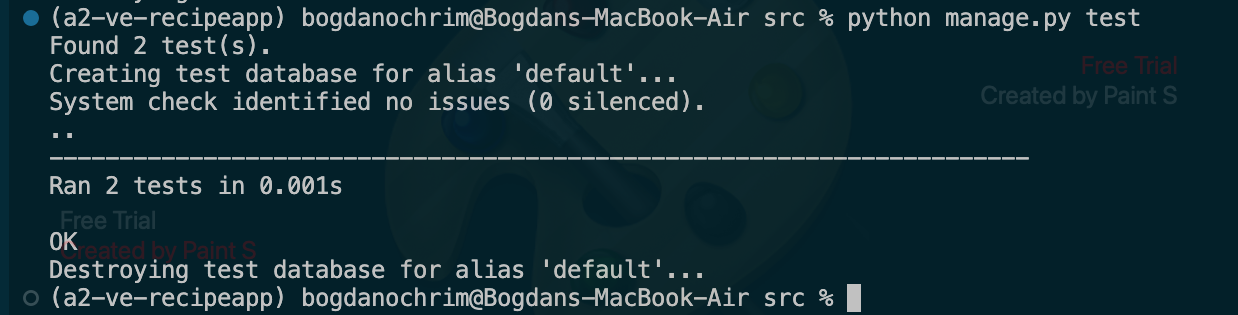 (a2-ve-recipeapp) bogdanochrim@Bogdans-MacBook-Air src % python manage.py test
Found 2 test(s).
Creating test database for alias 'default'...
System check identified no issues (0 silenced).
..
----------------------------------------------------------------------
Ran 2 tests in 0.001s

OK
Destroying test database for alias 'default'...
(a2-ve-recipeapp) bogdanochrim@Bogdans-MacBook-Air src %
Free Trial
Created by Paint S
Free Trial
Created by Paint S